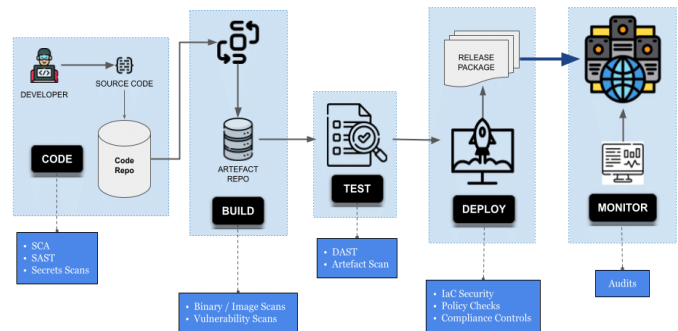 DEVELOPER
SOURCE CODE
Code
Repo
CODE
• SCA
• SAST
• Secrets Scans
ARTEFACT
REPO
BUILD
• Binary / Image Scans
• Vulnerability Scans
TEST
• DAST
• Artefact Scan
RELEASE
PACKAGE
DEPLOY
• IaC Security
• Policy Checks
• Compliance Controls
MONITOR
Audits